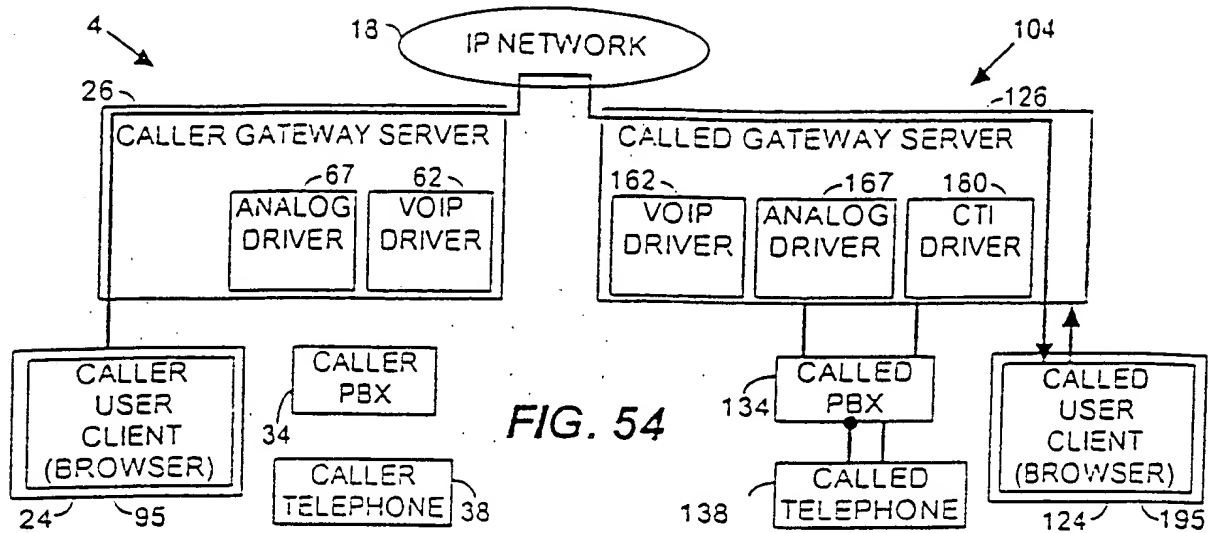 4
18
IP NETWORK
104
26
126
CALLER GATEWAY SERVER
CALLED GATEWAY SERVER
67
62
162
167
180
ANALOG
DRIVER
VOIP
DRIVER
VOIP
DRIVER
ANALOG
DRIVER
CTI
DRIVER
CALLER
USER
CLIENT
(BROWSER)
CALLER
PBX
34
FIG. 54
134
CALLED
PBX
CALLED
USER
CLIENT
(BROWSER)
CALLER
TELEPHONE
38
138
CALLED
TELEPHONE
24
95
124
195